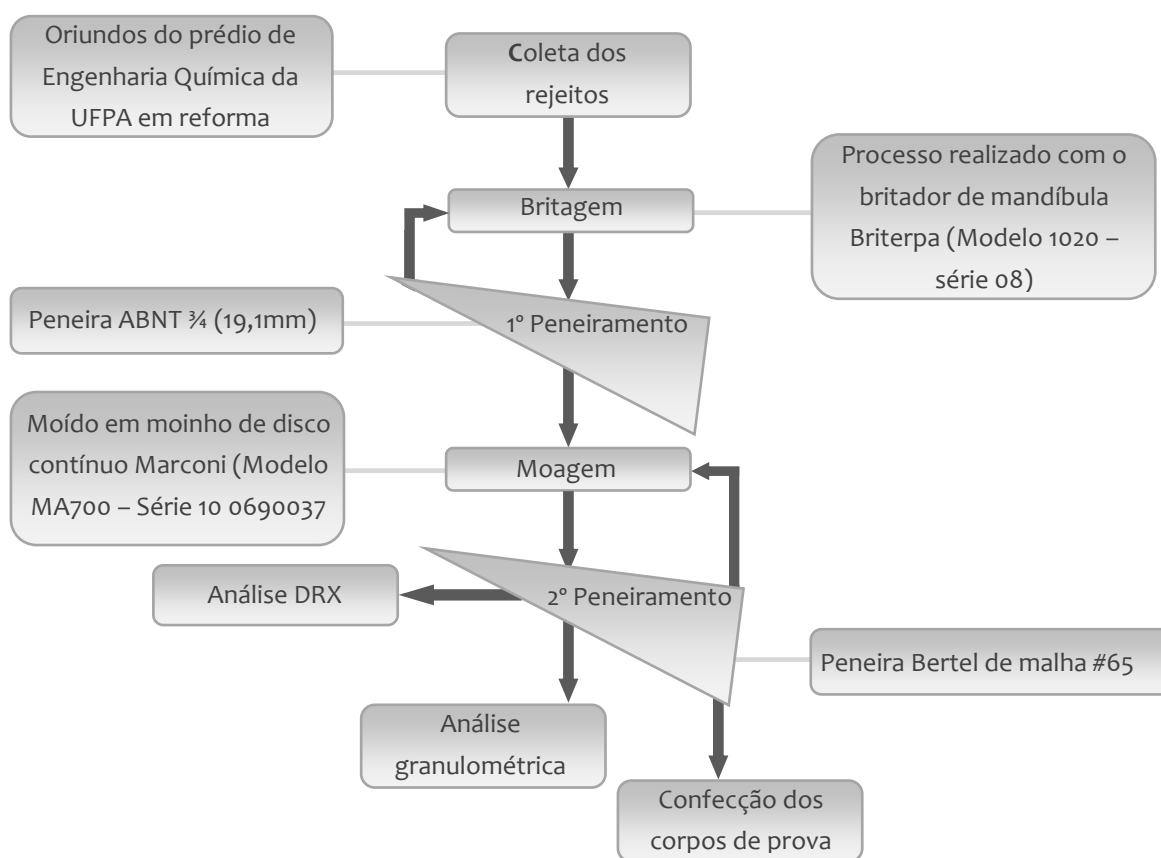 Oriundos do prédio de
Engenharia Química da
UFPA em reforma
Coleta dos
rejeitos
Processo realizado com o
britador de mandíbula
Briterpa (Modelo 1020 –
série 08)
Britagem
Peneira ABNT ¾ (19,1mm)
1º Peneiramento
Moído em moinho de disco
contínuo Marconi (Modelo
MA700 – Série 10 0690037
Moagem
Análise DRX
2º Peneiramento
Peneira Bertel de malha #65
Análise
granulométrica
Confecção dos
corpos de prova